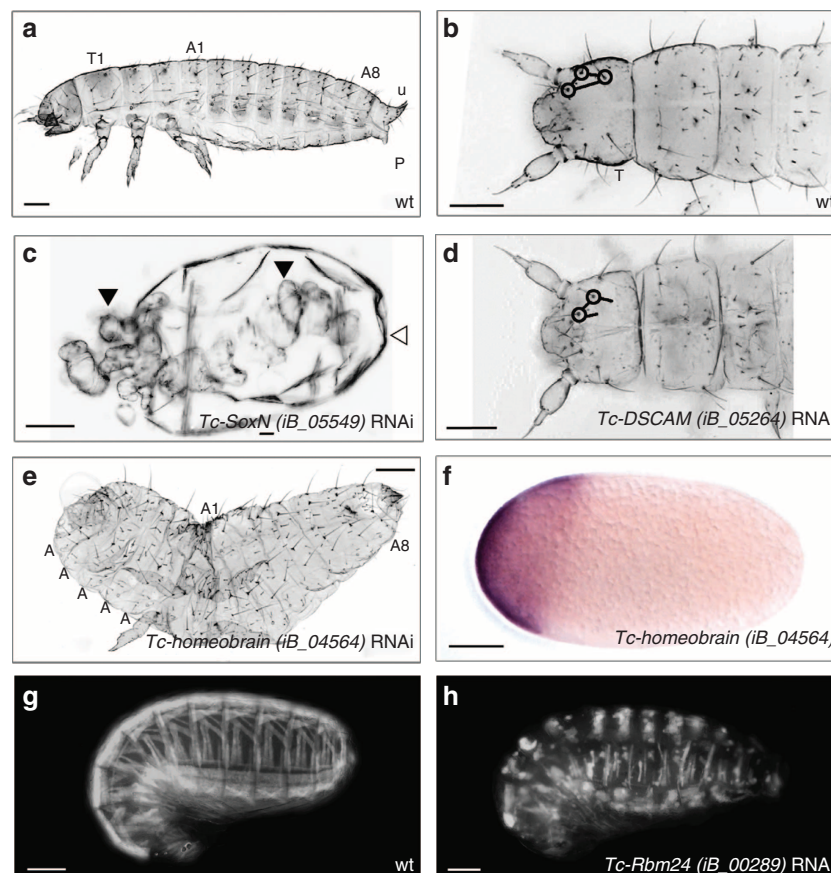 a
T1
A1
A8
u
P
wt
b
T
wt
c
Tc-SoxN (iB_05549) RNAi
d
Tc-DSCAM (iB_05264) RNA
e
A1
A8
A
A
A
A
A
Tc-homeobrain (iB_04564) RNAi
f
Tc-homeobrain (iB_04564)
g
wt
h
Tc-Rbm24 (iB_00289) RNA